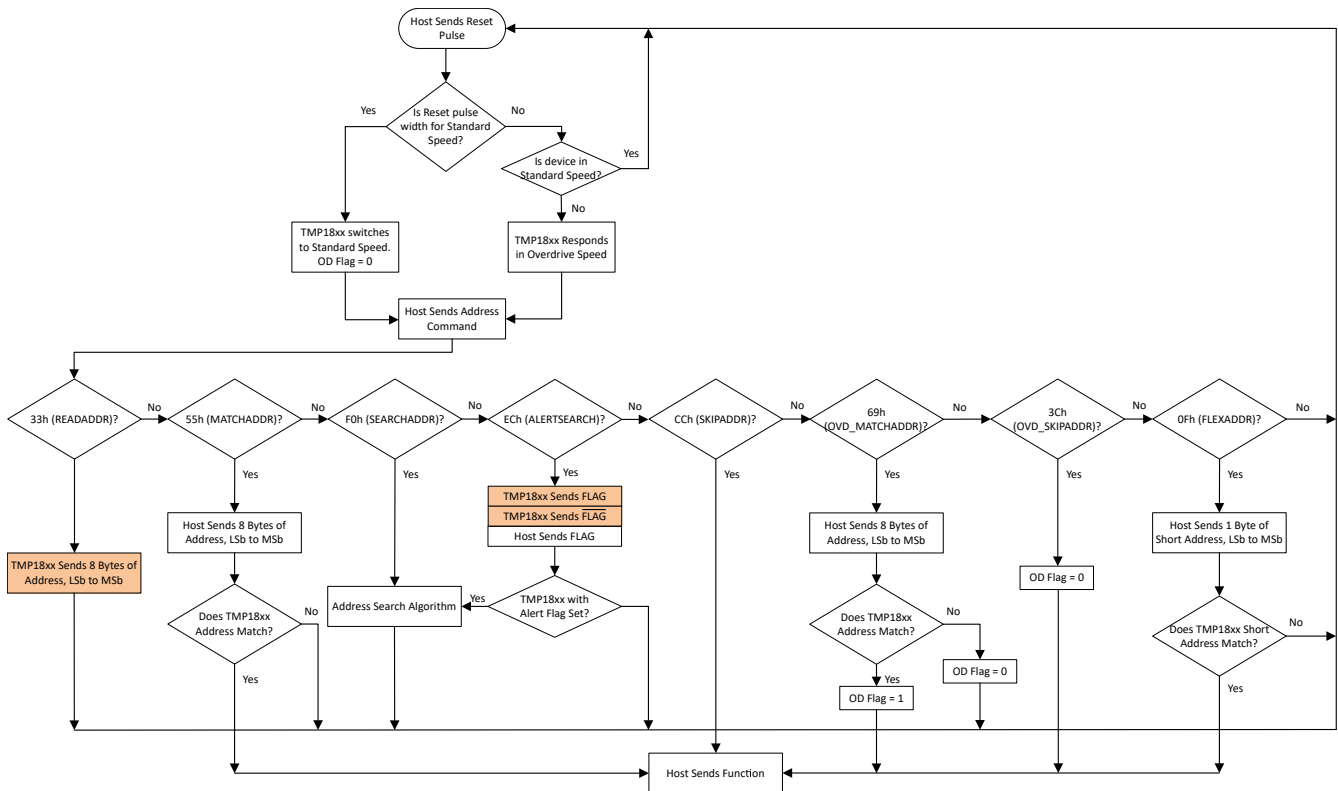 Host Sends Reset
Pulse
Yes
Is Reset pulse
width for Standard
Speed?
No
Is device in
Standard Speed?
Yes
No
TMP18xx switches
to Standard Speed.
OD Flag = 0
TMP18xx Responds
in Overdrive Speed
Host Sends Address
Command
33h (READADDR)?
No
55h (MATCHADDR)?
No
F0h (SEARCHADDR)?
No
ECh (ALERTSEARCH)?
No
CCh (SKIPADDR)?
No
69h
(OVD_MATCHADDR)?
No
3Ch
(OVD_SKIPADDR)?
No
0Fh (FLEXADDR)?
No
Yes
Yes
Yes
Yes
Yes
Yes
Yes
TMP18xx Sends FLAG
TMP18xx Sends FLAG
Host Sends FLAG
Host Sends 8 Bytes of
Address, LSb to MSb
Host Sends 8 Bytes of
Address, LSb to MSb
Host Sends 1 Byte of
Short Address, LSb to MSb
TMP18xx Sends 8 Bytes of
Address, LSb to MSb
OD Flag = 0
Does TMP18xx
Address Match?
No
Address Search Algorithm
Yes
TMP18xx with
Alert Flag Set?
Does TMP18xx
Address Match?
No
Does TMP18xx Short
Address Match?
No
Yes
Yes
OD Flag = 0
Yes
OD Flag = 1
Host Sends Function